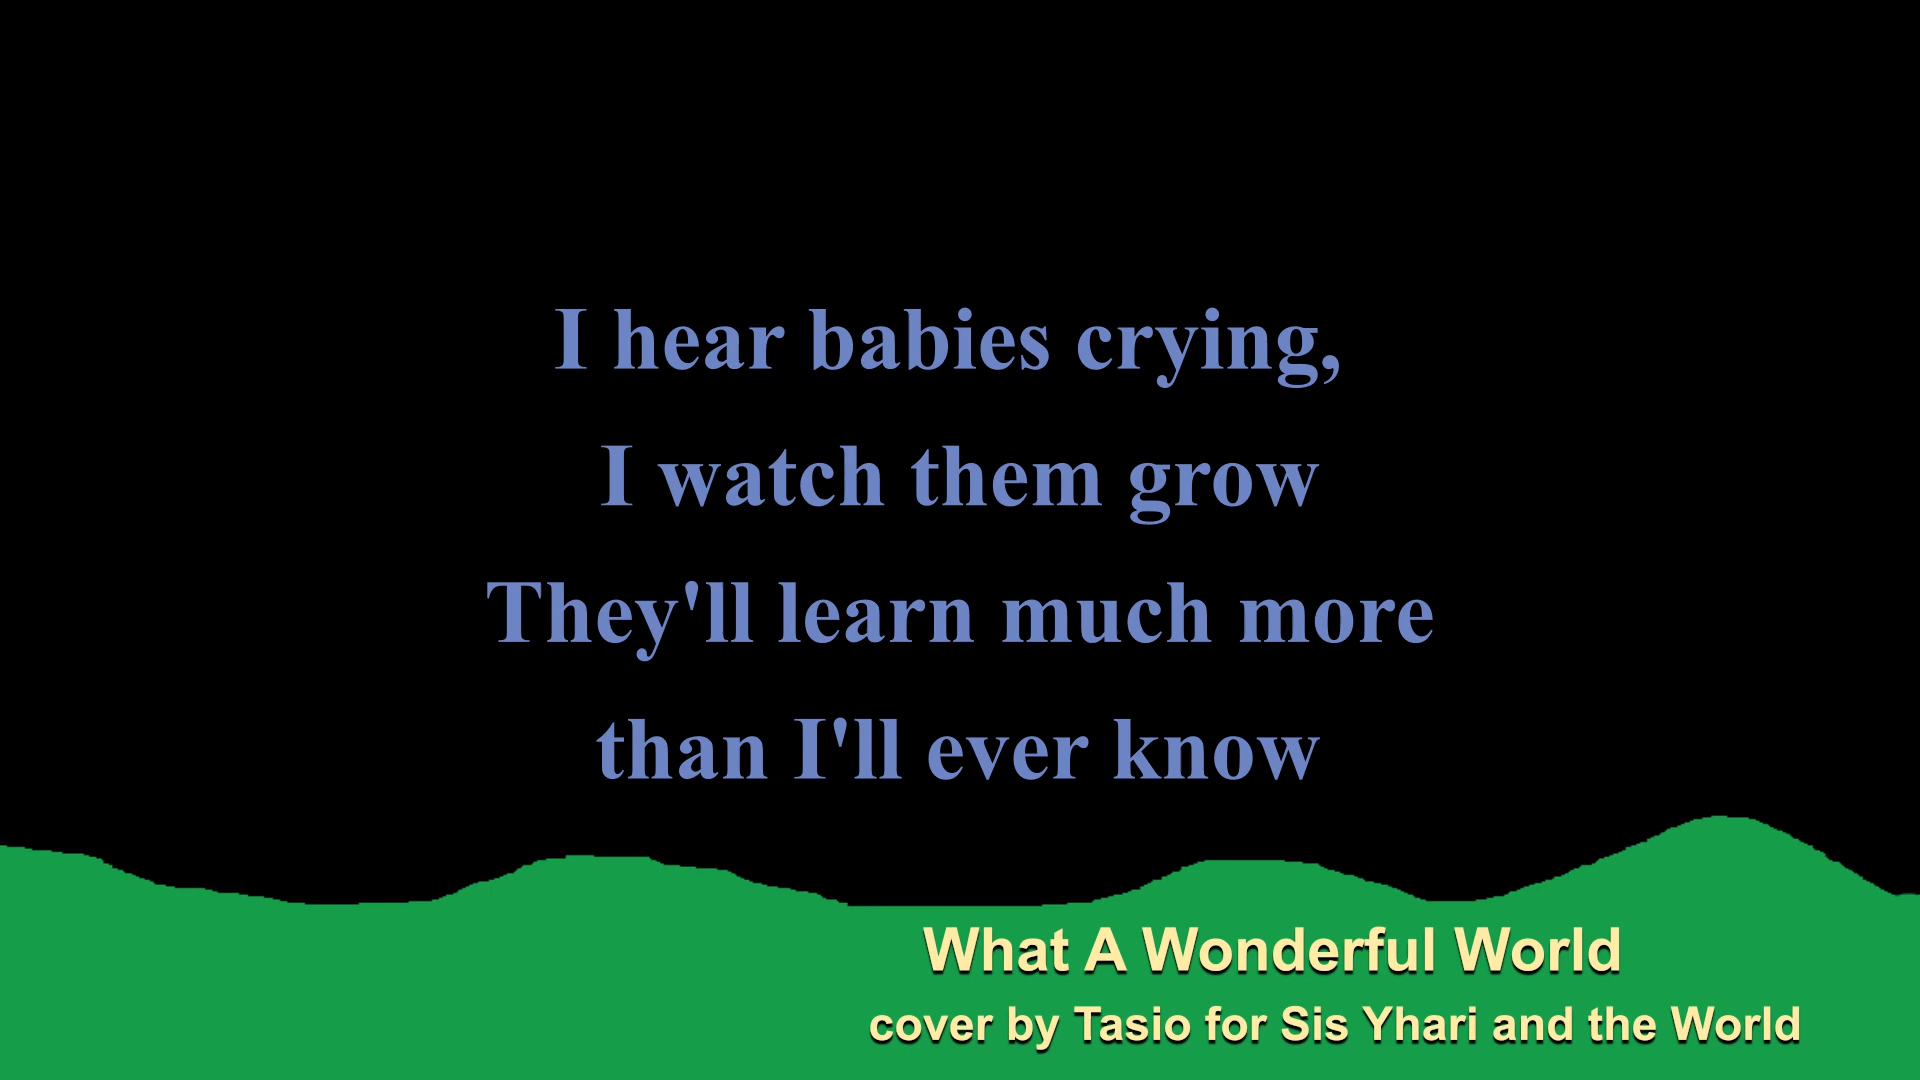 I hear babies crying,
I watch them grow
They'll learn much more
than I'll ever know
What A Wonderful World
cover by Tasio for Sis Yhari and the World